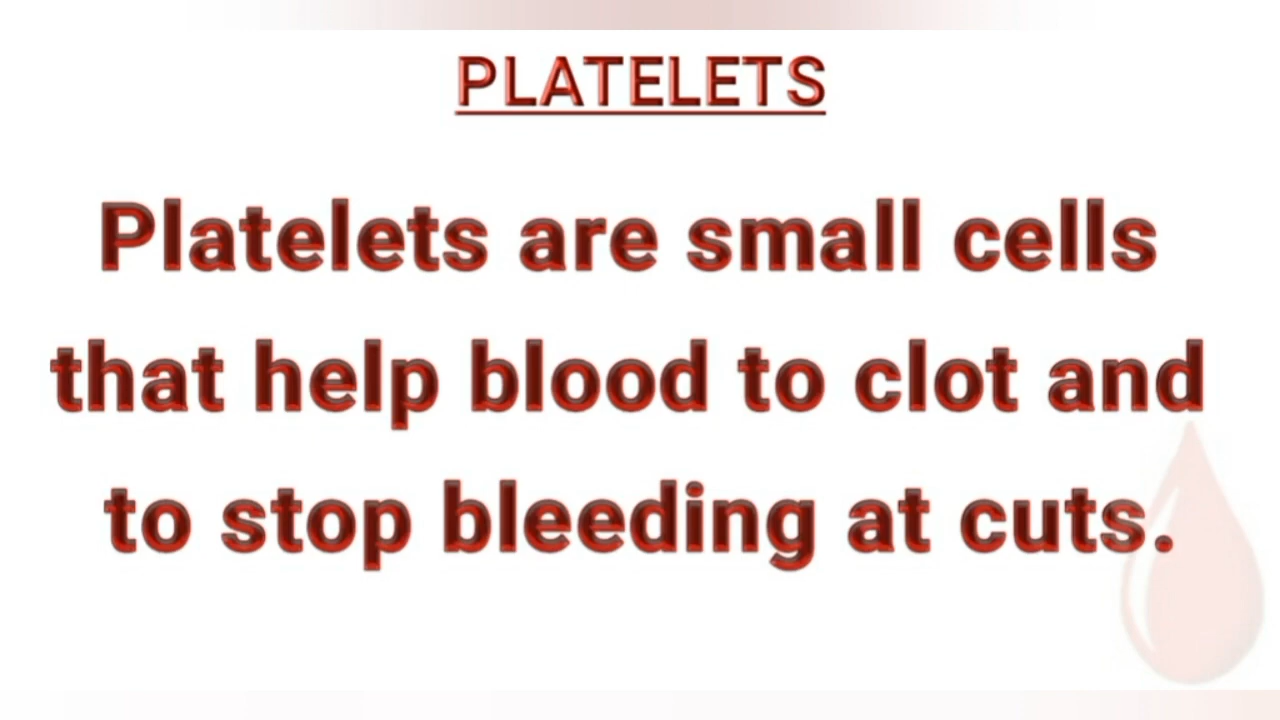 PLATELETS
Platelets are small cells
that help blood to clot and
to stop bleeding at cuts.